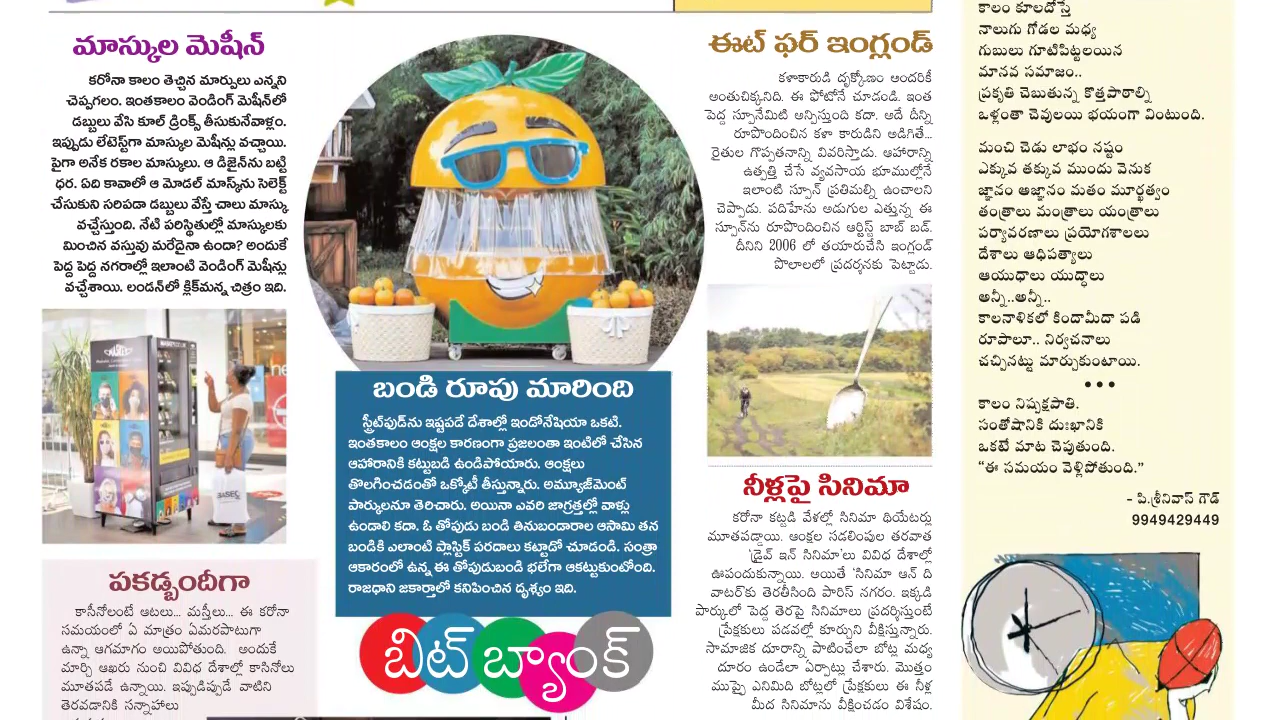 మాస్కుల మెషీన్
కరోనా కాలం తెచ్చిన మార్పులు ఎన్నని
చెప్పగలం. ఇంతకాలం వెండింగ్ మెషీన్‌లో
డబ్బులు వేసి కూల్ డ్రింక్స్ తీసుకునేవాళ్లం.
ఇప్పుడు లేటెస్ట్‌గా మాస్కుల మెషీన్లు వచ్చాయి.
పైగా అనేక రకాల మాస్కులు. ఆ డిజైన్‌ను బట్టి
ధర. ఏది కావాలో ఆ మోడల్ మాస్క్‌ను సెలెక్ట్
చేసుకుని సరిపడా డబ్బులు వేస్తే చాలు మాస్కు
వచ్చేస్తుంది. నేటి పరిస్థితుల్లో మాస్కులకు
మించిన వస్తువు మరేదైనా ఉందా? అందుకే
పెద్ద పెద్ద నగరాల్లో ఇలాంటి వెండింగ్ మెషీన్లు
వచ్చేశాయి. లండన్‌లో క్లిక్‌మన్న చిత్రం ఇది.
పకడ్బందీగా
కాసీనోలంటే ఆటలు... మస్తీలు... ఈ కరోనా
సమయంలో ఏ మాత్రం ఏమరపాటుగా
ఉన్నా ఆగమాగం అయిపోతుంది. అందుకే
మార్చి ఆఖరు నుంచి వివిధ దేశాల్లో కాసినోలు
మూతపడే ఉన్నాయి. ఇప్పుడిప్పుడే వాటిని
తెరవడానికి సన్నాహాలు
బండి రూపు మారింది
స్ట్రీట్‌ఫుడ్‌ను ఇష్టపడే దేశాల్లో ఇండోనేషియా ఒకటి.
ఇంతకాలం ఆంక్షల కారణంగా ప్రజలంతా ఇంటిలో చేసిన
ఆహారానికి కట్టుబడి ఉండిపోయారు. ఆంక్షలు
తొలగించడంతో ఒక్కోటీ తీస్తున్నారు. అమ్యూజ్‌మెంట్
పార్కులనూ తెరిచారు. అయినా ఎవరి జాగ్రత్తల్లో వాళ్లు
ఉండాలి కదా. ఓ తోపుడు బండి తినుబండారాల ఆసామి తన
బండికి ఎలాంటి ప్లాస్టిక్ పరదాలు కట్టాడో చూడండి. సంత్రా
ఆకారంలో ఉన్న ఈ తోపుడుబండి భలేగా ఆకట్టుకుంటోంది.
రాజధాని జకార్తాలో కనిపించిన దృశ్యం ఇది.
బిట్ బ్యాంక్
ఈట్ ఫర్ ఇంగ్లండ్
కళాకారుడి దృక్కోణం అందరికీ
అంతుచిక్కనిది. ఈ ఫోటోనే చూడండి. ఇంత
పెద్ద స్పూనేమిటి అన్పిస్తుంది కదా. అదే దీన్ని
రూపొందించిన కళా కారుడిని అడిగితే...
రైతుల గొప్పతనాన్ని వివరిస్తాడు. ఆహారాన్ని
ఉత్పత్తి చేసే వ్యవసాయ భూముల్లోనే
ఇలాంటి స్పూన్ ప్రతిమల్ని ఉంచాలని
చెప్పాడు. పదిహేను అడుగుల ఎత్తున్న ఈ
స్పూన్‌ను రూపొందించిన ఆర్టిస్ట్ బాబ్ బడ్.
దీనిని 2006 లో తయారుచేసి ఇంగ్లండ్
పొలాలలో ప్రదర్శనకు పెట్టాడు.
నీళ్లపై సినిమా
కరోనా కట్టడి వేళల్లో సినిమా థియేటర్లు
మూతపడ్డాయి. ఆంక్షల సడలింపుల తరవాత
'డ్రైవ్ ఇన్ సినిమా'లు వివిధ దేశాల్లో
ఊపందుకున్నాయి. అయితే 'సినిమా ఆన్ ది
వాటర్‌'కు తెరతీసింది పారిస్ నగరం. ఇక్కడి
పార్కులో పెద్ద తెరపై సినిమాలు ప్రదర్శిస్తుంటే
ప్రేక్షకులు పడవల్లో కూర్చుని వీక్షిస్తున్నారు.
సామాజిక దూరాన్ని పాటించేలా బోట్ల మధ్య
దూరం ఉండేలా ఏర్పాట్లు చేశారు. మొత్తం
ముప్పై ఎనిమిది బోట్లలో ప్రేక్షకులు ఈ నీళ్ల
మీద సినిమాను వీక్షించడం విశేషం.
కాలం కూలదోస్తే
నాలుగు గోడల మధ్య
గుబులు గూటిపిట్టలయిన
మానవ సమాజం..
ప్రకృతి చెబుతున్న కొత్తపాఠాల్ని
ఒళ్లంతా చెవులయి భయంగా వింటుంది.
మంచి చెడు లాభం నష్టం
ఎక్కువ తక్కువ ముందు వెనుక
జ్ఞానం అజ్ఞానం మతం మూర్ఖత్వం
తంత్రాలు మంత్రాలు యంత్రాలు
పర్యావరణాలు ప్రయోగశాలలు
దేశాలు ఆధిపత్యాలు
ఆయుధాలు యుద్ధాలు
అన్నీ..అన్నీ..
కాలనాళికలో కిందామీదా పడి
రూపాలూ.. నిర్వచనాలు
చచ్చినట్టు మార్చుకుంటాయి.
•••
కాలం నిష్పక్షపాతి.
సంతోషానికి దుఃఖానికి
ఒకటే మాట చెపుతుంది.
"ఈ సమయం వెళ్లిపోతుంది."
- పి.శ్రీనివాస్ గౌడ్
9949429449